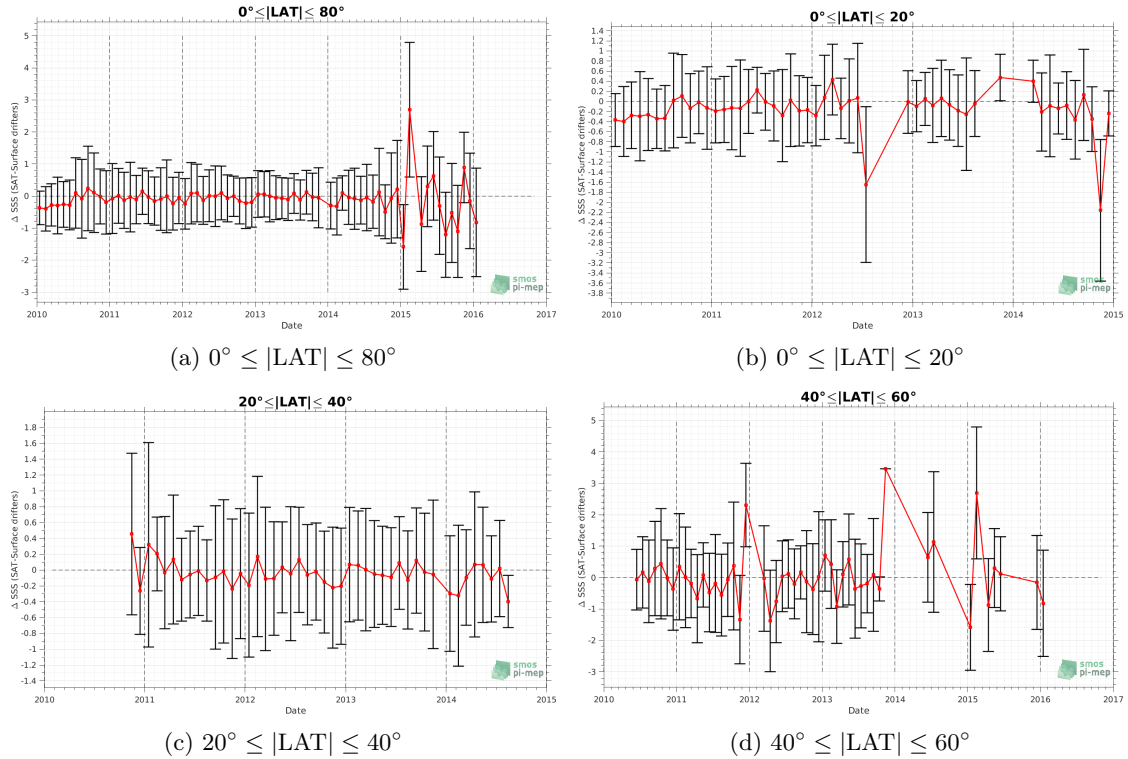 0°≤|LAT|≤ 80°
Δ SSS (SAT-Surface drifters)
5
4
3
2
1
0
-1
-2
-3
2010 2011 2012 2013 2014 2015 2016 2017
Date
smos
pi-mep
(a) 0° ≤ |LAT| ≤ 80°
0°≤|LAT|≤ 20°
Δ SSS (SAT-Surface drifters)
1.4
1.2
1
0.8
0.6
0.4
0.2
0
-0.2
-0.4
-0.6
-0.8
-1
-1.2
-1.4
-1.6
-1.8
-2
-2.2
-2.4
-2.6
-2.8
-3
-3.2
-3.4
-3.6
-3.8
2010 2011 2012 2013 2014 2015
Date
smos
pi-mep
(b) 0° ≤ |LAT| ≤ 20°
20°≤|LAT|≤ 40°
Δ SSS (SAT-Surface drifters)
1.8
1.6
1.4
1.2
1
0.8
0.6
0.4
0.2
0
-0.2
-0.4
-0.6
-0.8
-1
-1.2
-1.4
2010 2011 2012 2013 2014 2015
Date
smos
pi-mep
(c) 20° ≤ |LAT| ≤ 40°
40°≤|LAT|≤ 60°
Δ SSS (SAT-Surface drifters)
5
4
3
2
1
0
-1
-2
-3
2010 2011 2012 2013 2014 2015 2016 2017
Date
smos
pi-mep
(d) 40° ≤ |LAT| ≤ 60°